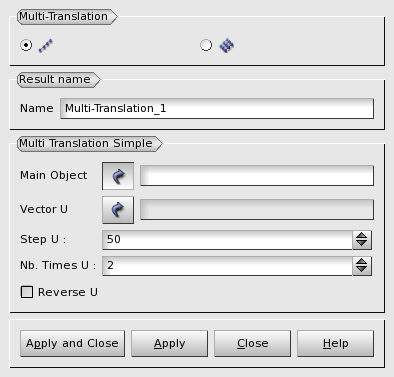 Multi-Translation
Result name
Name Multi-Translation_1
Multi Translation Simple
Main Object
Vector U
Step U : 50
Nb. Times U : 2
Reverse U
Apply and Close Apply Close Help